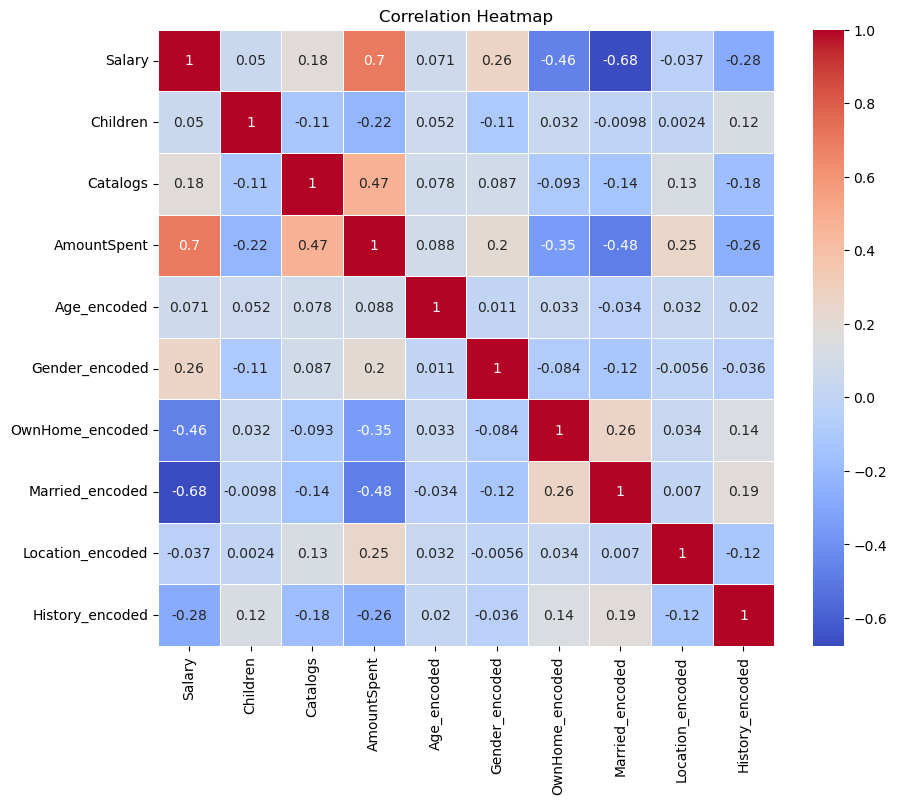 Correlation Heatmap
Salary 1 0.05 0.18 0.7 0.071 0.26 -0.46 -0.68 -0.037 -0.28
Children 0.05 1 -0.11 -0.22 0.052 -0.11 0.032 -0.0098 0.0024 0.12
Catalogs 0.18 -0.11 1 0.47 0.078 0.087 -0.093 -0.14 0.13 -0.18
AmountSpent 0.7 -0.22 0.47 1 0.088 0.2 -0.35 -0.48 0.25 -0.26
Age_encoded 0.071 0.052 0.078 0.088 1 0.011 0.033 -0.034 0.032 0.02
Gender_encoded 0.26 -0.11 0.087 0.2 0.011 1 -0.084 -0.12 -0.0056 -0.036
OwnHome_encoded -0.46 0.032 -0.093 -0.35 0.033 -0.084 1 0.26 0.034 0.14
Married_encoded -0.68 -0.0098 -0.14 -0.48 -0.034 -0.12 0.26 1 0.007 0.19
Location_encoded -0.037 0.0024 0.13 0.25 0.032 -0.0056 0.034 0.007 1 -0.12
History_encoded -0.28 0.12 -0.18 -0.26 0.02 -0.036 0.14 0.19 -0.12 1
Salary
Children
Catalogs
AmountSpent
Age_encoded
Gender_encoded
OwnHome_encoded
Married_encoded
Location_encoded
History_encoded
1.0
0.8
0.6
0.4
0.2
0.0
-0.2
-0.4
-0.6